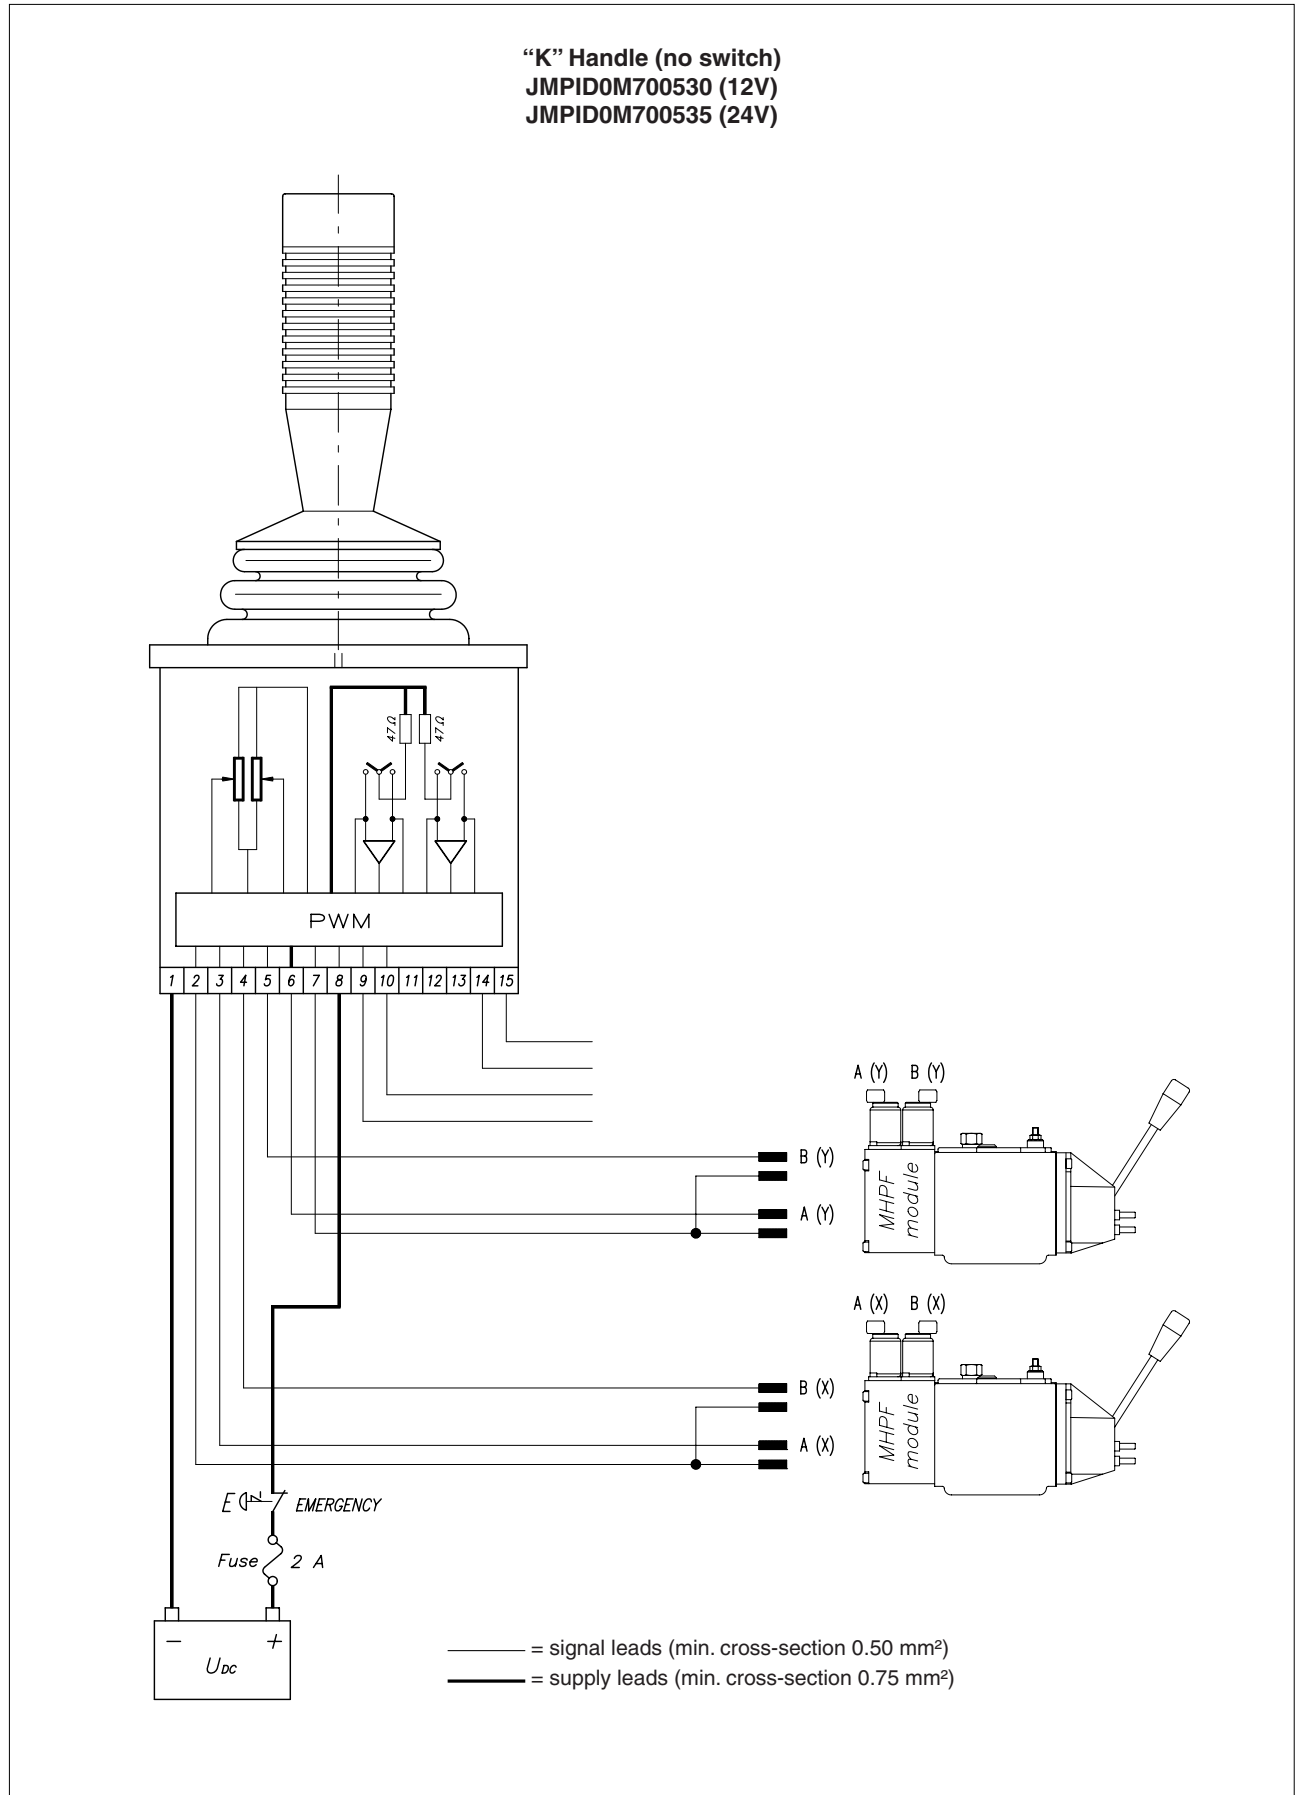 “K” Handle (no switch)
JMPID0M700530 (12V)
JMPID0M700535 (24V)
47Ω
47Ω
PWM
1 2 3 4 5 6 7 8 9 10 11 12 13 14 15
A (Y) B (Y)
B (Y)
A (Y)
MHPF
module
A (X) B (X)
B (X)
A (X)
MHPF
module
E EMERGENCY
Fuse 2 A
− +
UDC
= signal leads (min. cross-section 0.50 mm²)
= supply leads (min. cross-section 0.75 mm²)